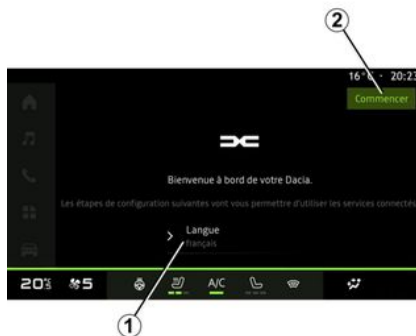 2
16°C · 20:23
Commencer
Bienvenue à bord de votre Dacia.
Les étapes de configuration suivantes vont vous permettre d'utiliser les services connectés
Langue
français
20 5 A/C
1